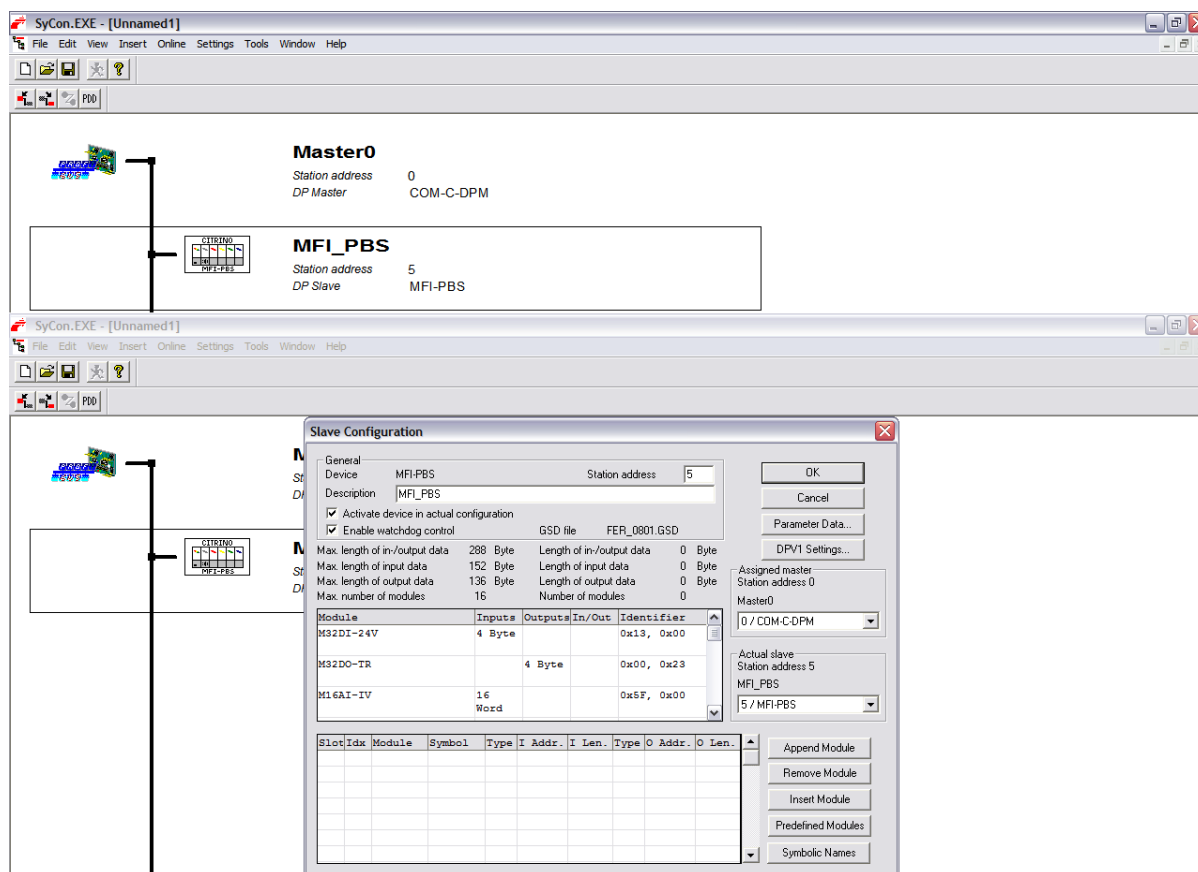 SyCon.EXE - [Unnamed1]
File Edit View Insert Online Settings Tools Window Help
PDD
Master0
Station address 0
DP Master COM-C-DPM
CITRINO
MFI-PBS
MFI_PBS
Station address 5
DP Slave MFI-PBS
SyCon.EXE - [Unnamed1]
File Edit View Insert Online Settings Tools Window Help
PDD
Slave Configuration
General
Device MFI-PBS Station address 5
Description MFI_PBS
Activate device in actual configuration
Enable watchdog control GSD file FER_0801.GSD
Max. length of in-/output data 288 Byte Length of in-/output data 0 Byte
Max. length of input data 152 Byte Length of input data 0 Byte
Max. length of output data 136 Byte Length of output data 0 Byte
Max. number of modules 16 Number of modules 0
OK
Cancel
Parameter Data...
DPV1 Settings...
Assigned master
Station address 0
Master0
0 / COM-C-DPM
Actual slave
Station address 5
MFI_PBS
5 / MFI-PBS
Module Inputs Outputs In/Out Identifier
M32DI-24V 4 Byte 0x13, 0x00
M32DO-TR 4 Byte 0x00, 0x23
M16AI-IV 16 Word 0x5F, 0x00
Slot Idx Module Symbol Type I Addr. I Len. Type O Addr. O Len.
Append Module
Remove Module
Insert Module
Predefined Modules
Symbolic Names
CITRINO
MFI-PBS